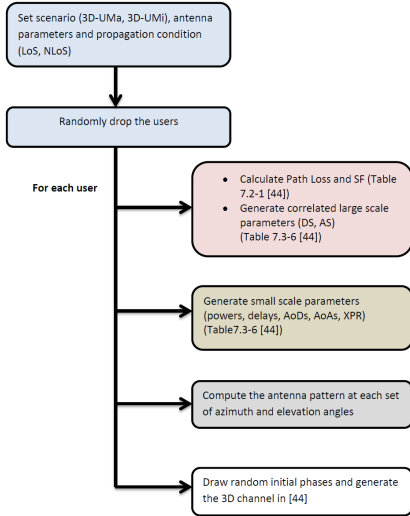 Set scenario (3D-UMa, 3D-UMi), antenna
parameters and propagation condition
(LoS, NLoS)
Randomly drop the users
For each user
• Calculate Path Loss and SF (Table
7.2-1 [44])
• Generate correlated large scale
parameters (DS, AS)
(Table 7.3-6 [44])
Generate small scale parameters
(powers, delays, AoDs, AoAs, XPR)
(Table7.3-6 [44])
Compute the antenna pattern at each set
of azimuth and elevation angles
Draw random initial phases and generate
the 3D channel in [44]